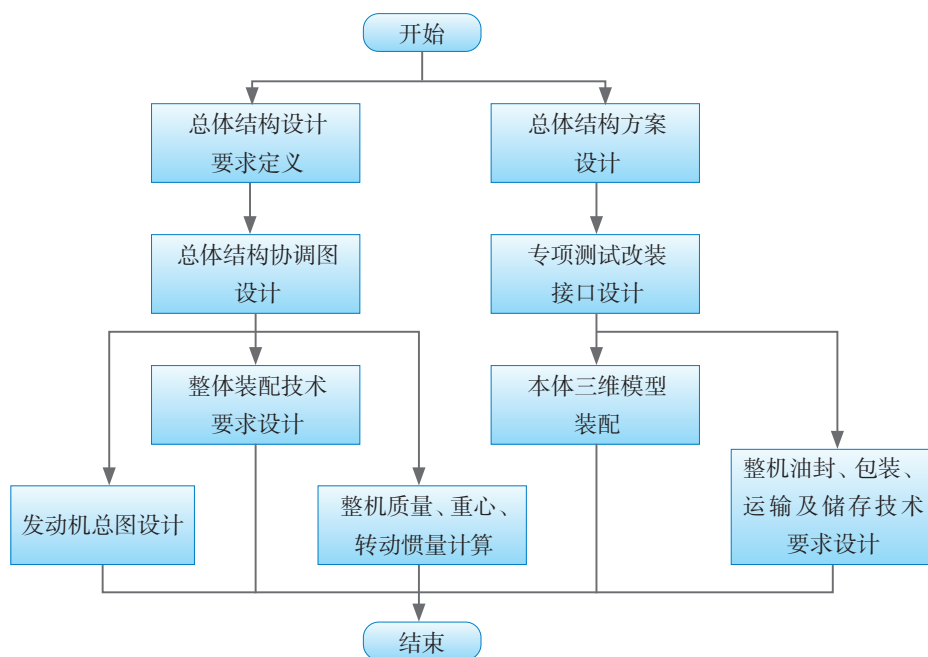 开始
总体结构设计
要求定义
总体结构方案
设计
总体结构协调图
设计
专项测试改装
接口设计
整体装配技术
要求设计
本体三维模型
装配
发动机总图设计
整机质量、重心、
转动惯量计算
整机油封、包装、
运输及储存技术
要求设计
结束